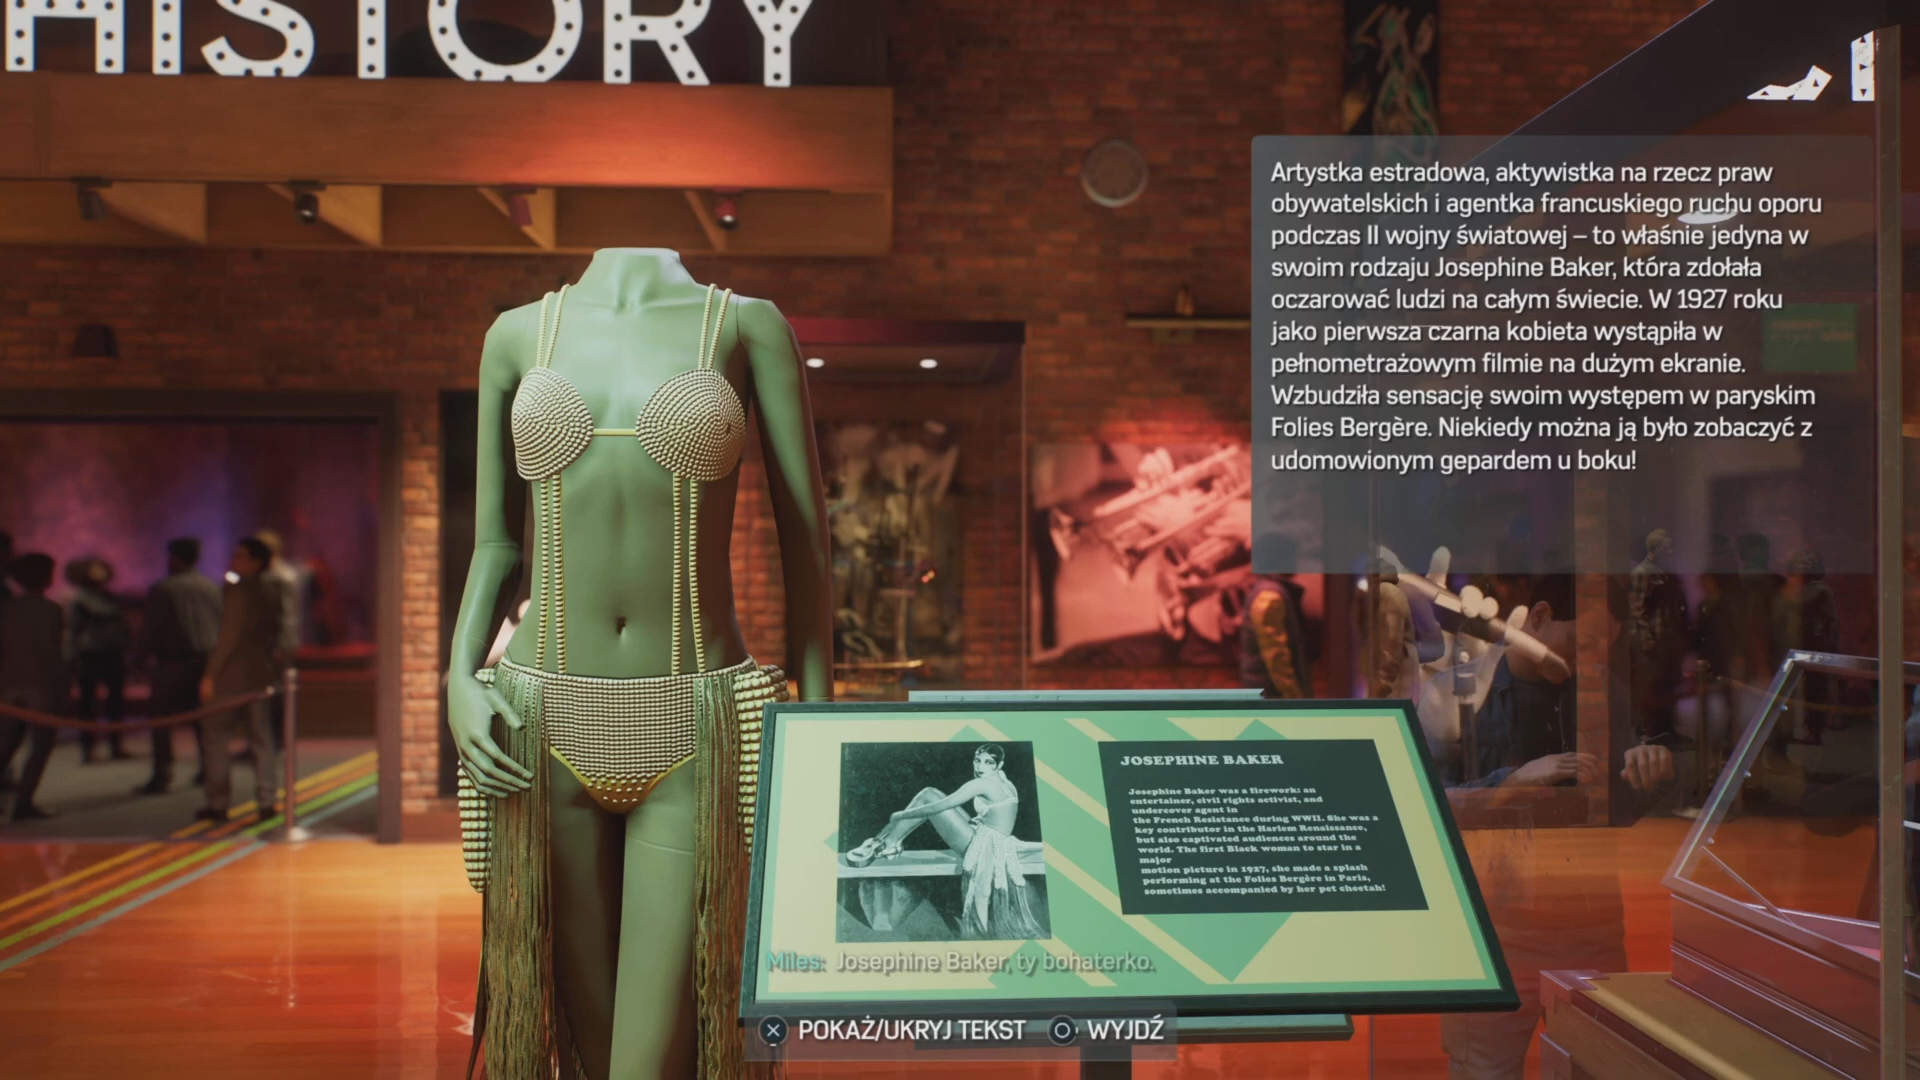 HISTORY
Artystka estradowa, aktywistka na rzecz praw
obywatelskich i agentka francuskiego ruchu oporu
podczas II wojny światowej – to właśnie jedyna w
swoim rodzaju Josephine Baker, która zdołała
oczarować ludzi na całym świecie. W 1927 roku
jako pierwsza czarna kobieta wystąpiła w
pełnometrażowym filmie na dużym ekranie.
Wzbudziła sensację swoim występem w paryskim
Folies Bergère. Niekiedy można ją było zobaczyć z
udomowionym gepardem u boku!
JOSEPHINE BAKER
Josephine Baker was a firework: an
entertainer, civil rights activist, and
undercover agent in
the French Resistance during WWII. She was a
key contributor in the Harlem Renaissance,
but also captivated audiences around the
world. The first Black woman to star in a
major
motion picture in 1927, she made a splash
performing at the Folies Bergère in Paris,
sometimes accompanied by her pet cheetah!
Miles: Josephine Baker, ty bohaterko.
POKAŻ/UKRYJ TEKST WYJDŹ